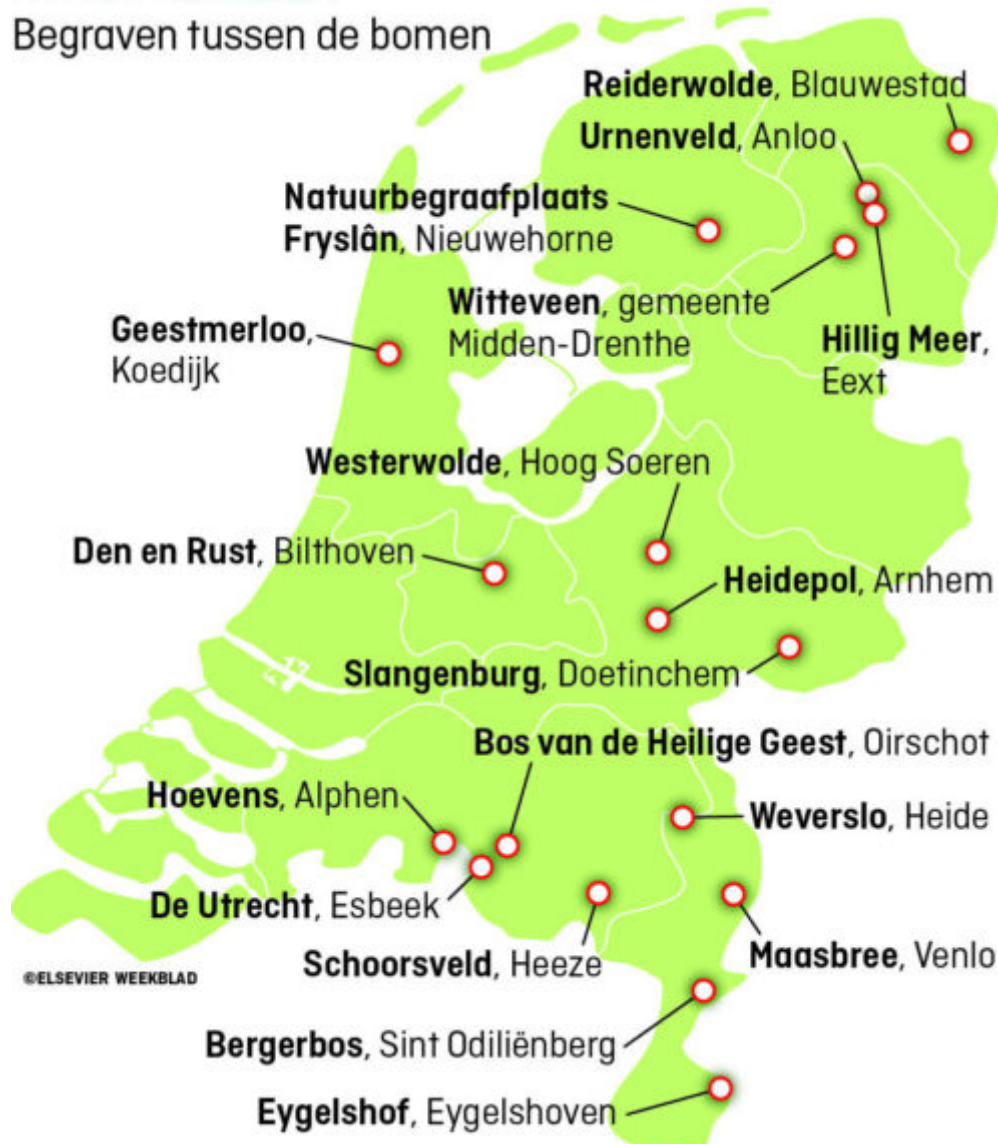 Begraven tussen de bomen
Reiderwolde, Blauwestad
Urnenveld, Anloo
Natuurbegraafplaats
Fryslân, Nieuwehorne
Witteveen, gemeente
Midden-Drenthe
Hillig Meer,
Eext
Geestmerloo,
Koedijk
Westerwolde, Hoog Soeren
Den en Rust, Bilthoven
Heidepol, Arnhem
Slangenburg, Doetinchem
Bos van de Heilige Geest, Oirschot
Hoevens, Alphen
Weverslo, Heide
De Utrecht, Esbeek
Schoorsveld, Heeze
Maasbree, Venlo
©ELSEVIER WEEKBLAD
Bergerbos, Sint Odiliënberg
Eygelshof, Eygelshoven